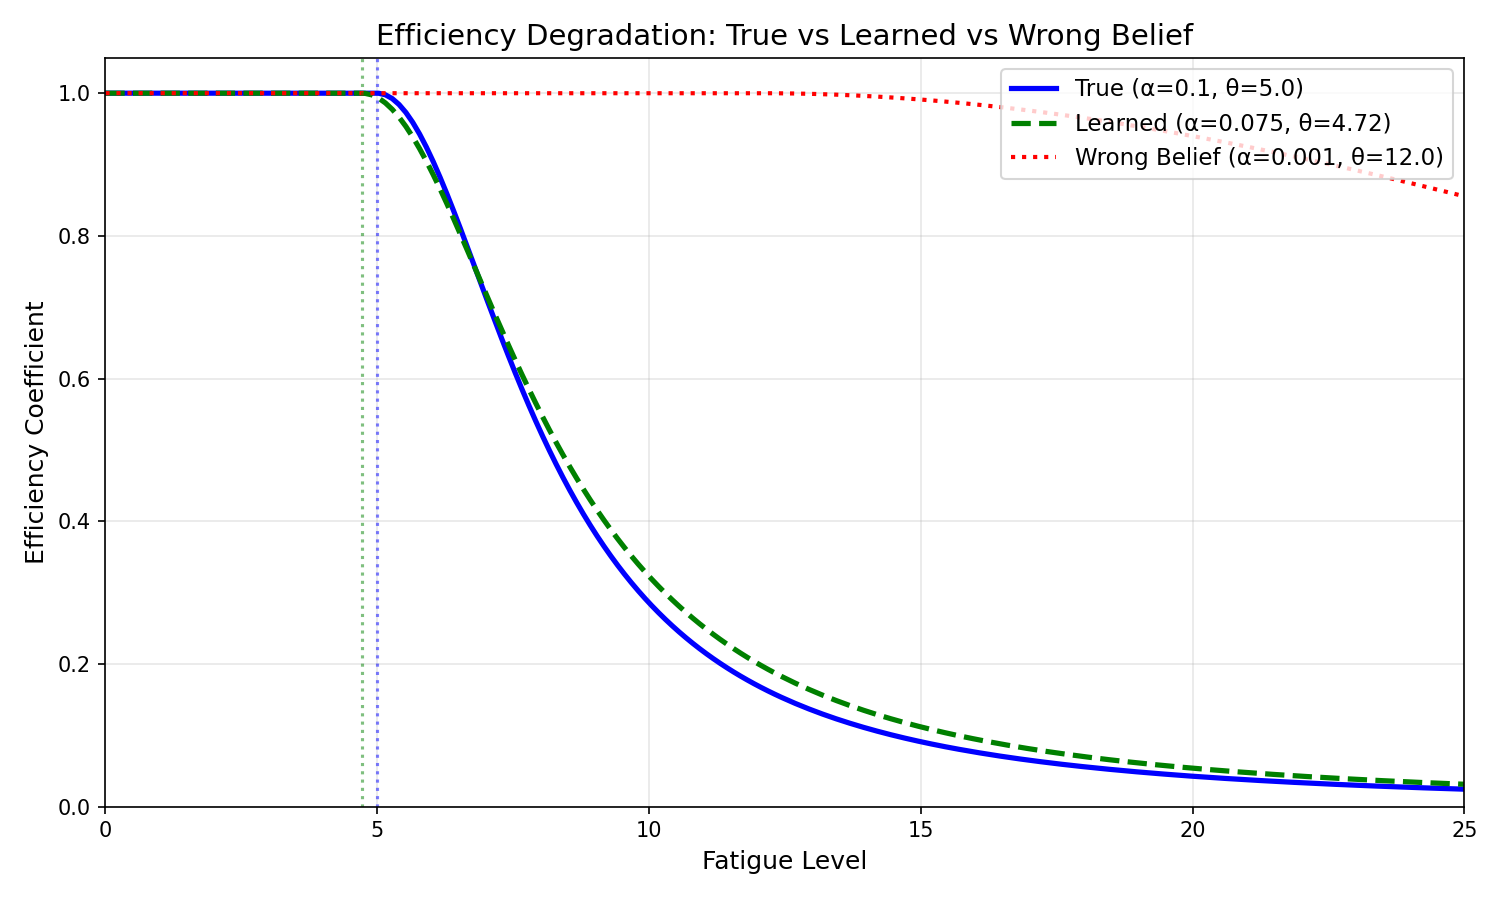 Efficiency Degradation: True vs Learned vs Wrong Belief
True (α=0.1, θ=5.0)
Learned (α=0.075, θ=4.72)
Wrong Belief (α=0.001, θ=12.0)
Efficiency Coefficient
1.0
0.8
0.6
0.4
0.2
0.0
0 5 10 15 20 25
Fatigue Level